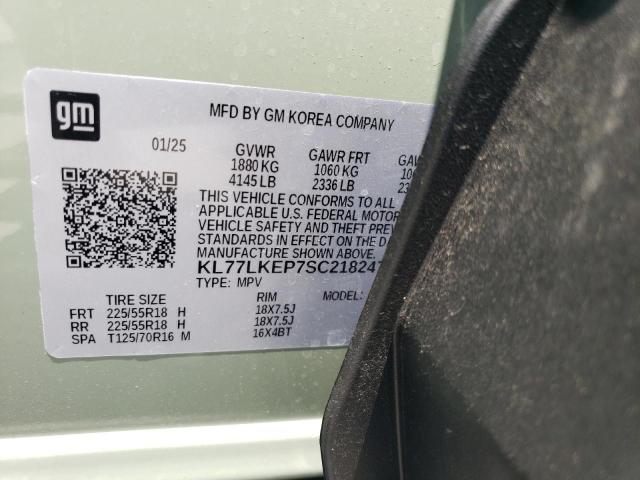 gm
MFD BY GM KOREA COMPANY
01/25 GVWR GAWR FRT
1880 KG 1060 KG
4145 LB 2336 LB
THIS VEHICLE CONFORMS TO ALL
APPLICABLE U.S. FEDERAL MOTOR
VEHICLE SAFETY AND THEFT
STANDARDS IN EFFECT ON THE
MANUFACTURE SHOWN ABOVE.
KL77LKEP7SC21824
TYPE: MPV MODEL:
TIRE SIZE RIM
FRT 225/55R18 H 18X7.5J
RR 225/55R18 H 18X7.5J
SPA T125/70R16 M 16X4BT